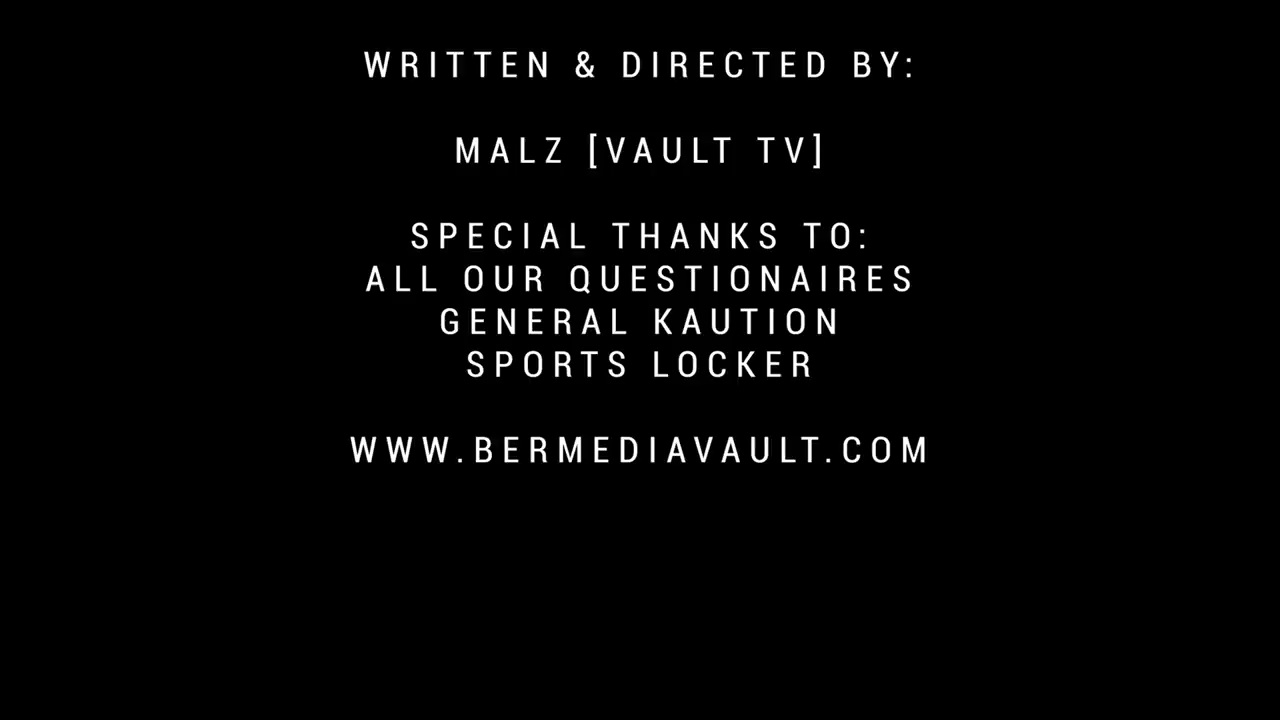 WRITTEN & DIRECTED BY:
MALZ [VAULT TV]
SPECIAL THANKS TO:
ALL OUR QUESTIONAIRES
GENERAL KAUTION
SPORTS LOCKER
WWW.BERMEDIAVAULT.COM